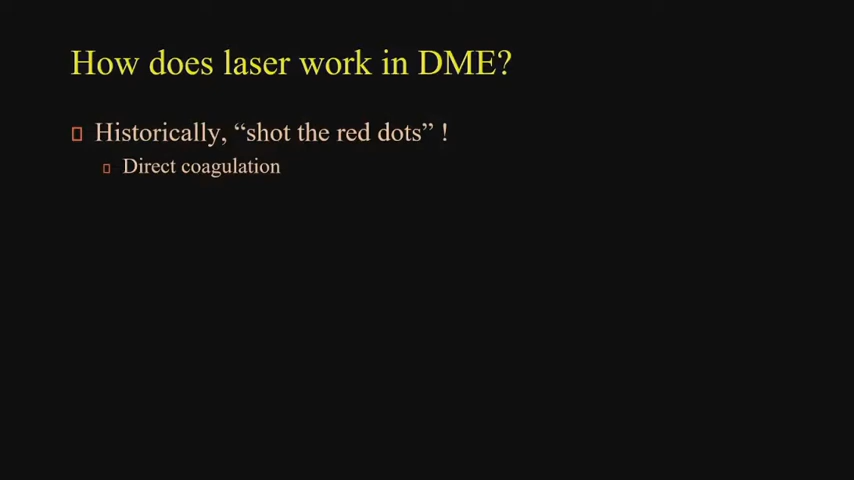 How does laser work in DME?
Historically, “shot the red dots” !
Direct coagulation